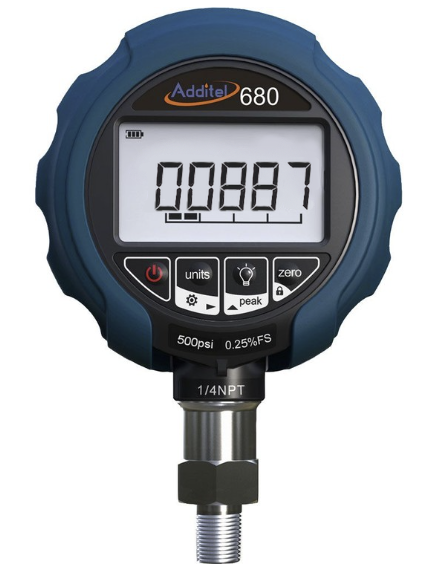 Additel 680
00887
units
zero
peak
500psi 0.25%FS
1/4NPT